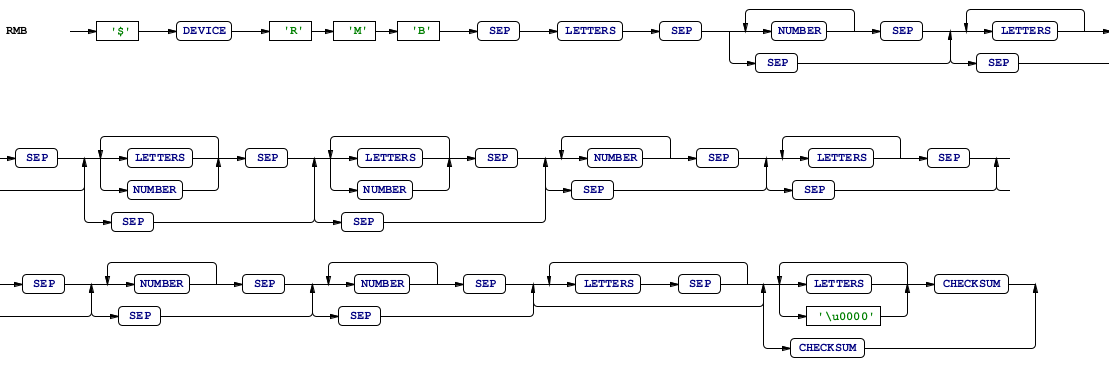 RMB '$' DEVICE 'R' 'M' 'B' SEP LETTERS SEP NUMBER SEP LETTERS
SEP SEP
SEP LETTERS SEP LETTERS SEP NUMBER SEP LETTERS SEP
NUMBER NUMBER SEP SEP
SEP SEP
SEP NUMBER SEP NUMBER SEP LETTERS SEP LETTERS CHECKSUM
SEP SEP '\u0000'
CHECKSUM